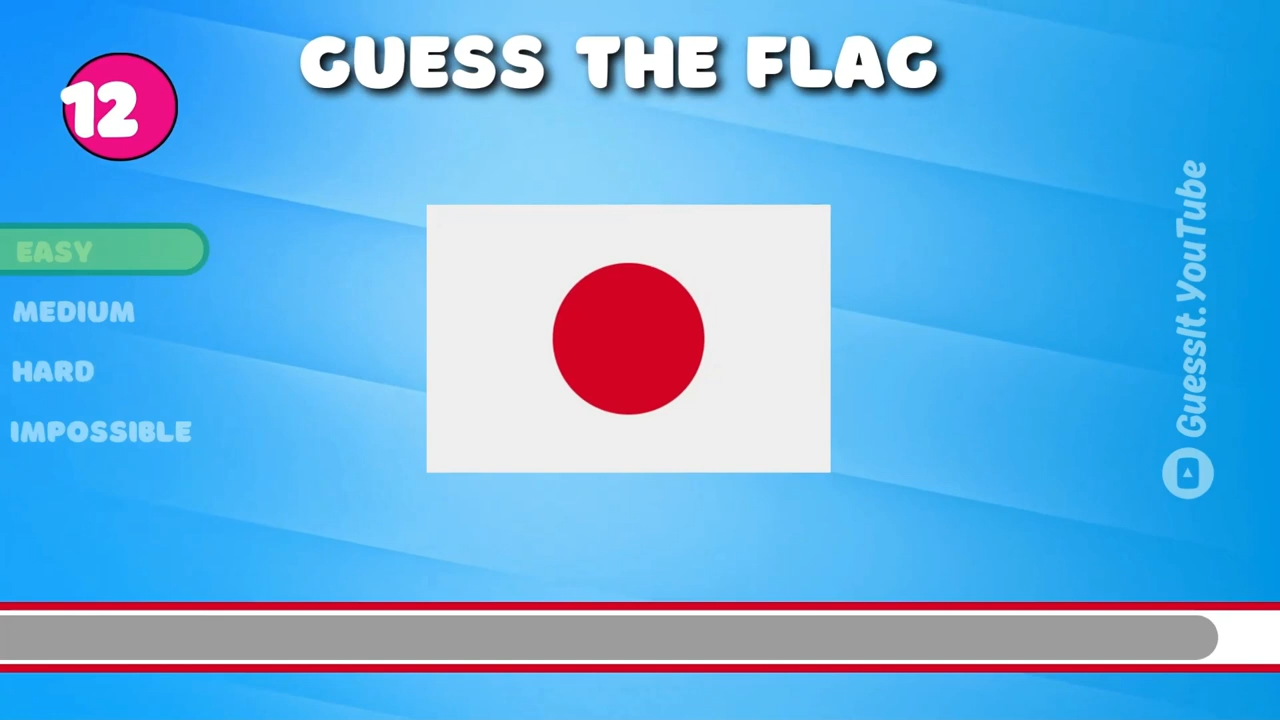 GUESS THE FLAG
12
EASY
MEDIUM
HARD
IMPOSSIBLE
GuessIt.YouTube